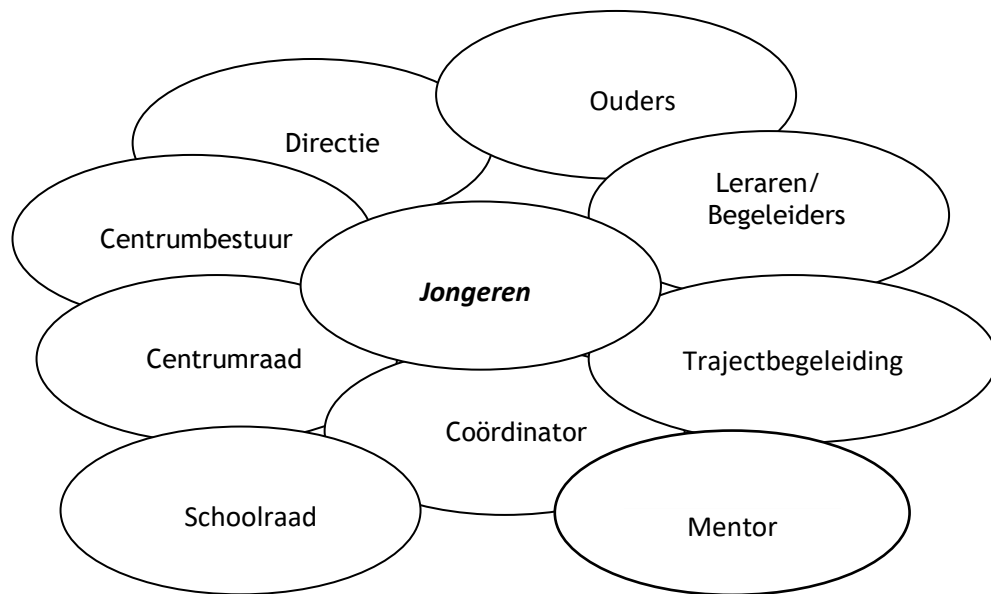 Ouders
Directie
Leraren/
Begeleiders
Centrumbestuur
Jongeren
Centrumraad
Trajectbegeleiding
Coördinator
Schoolraad
Mentor